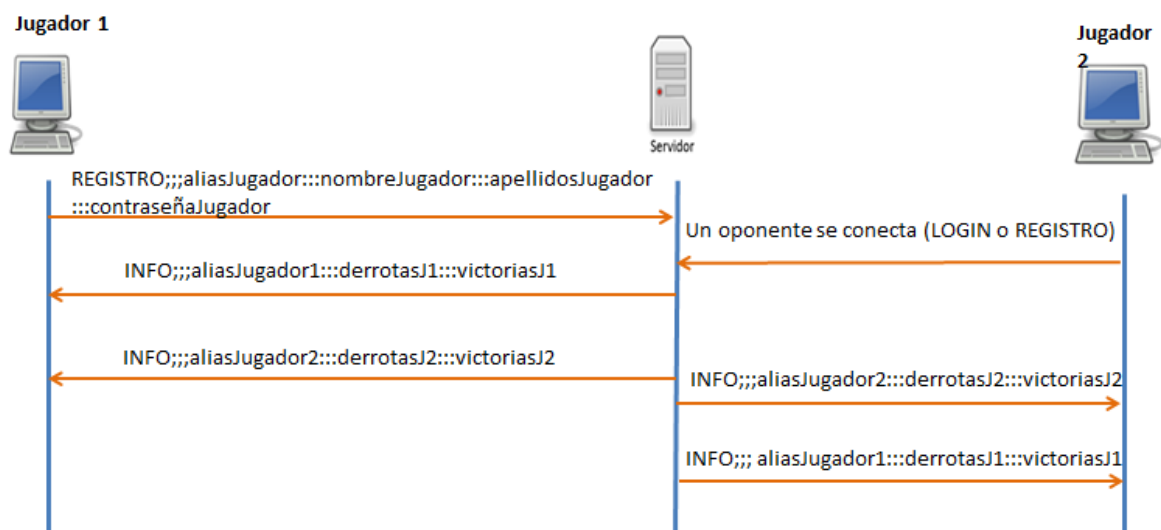 Jugador 1
Jugador
2
Servidor
REGISTRO;;;aliasJugador:::nombreJugador:::apellidosJugador
:::contraseñaJugador
Un oponente se conecta (LOGIN o REGISTRO)
INFO;;;aliasJugador1:::derrotasJ1:::victoriasJ1
INFO;;;aliasJugador2:::derrotasJ2:::victoriasJ2
INFO;;;aliasJugador2:::derrotasJ2:::victoriasJ2
INFO;;; aliasJugador1:::derrotasJ1:::victoriasJ1